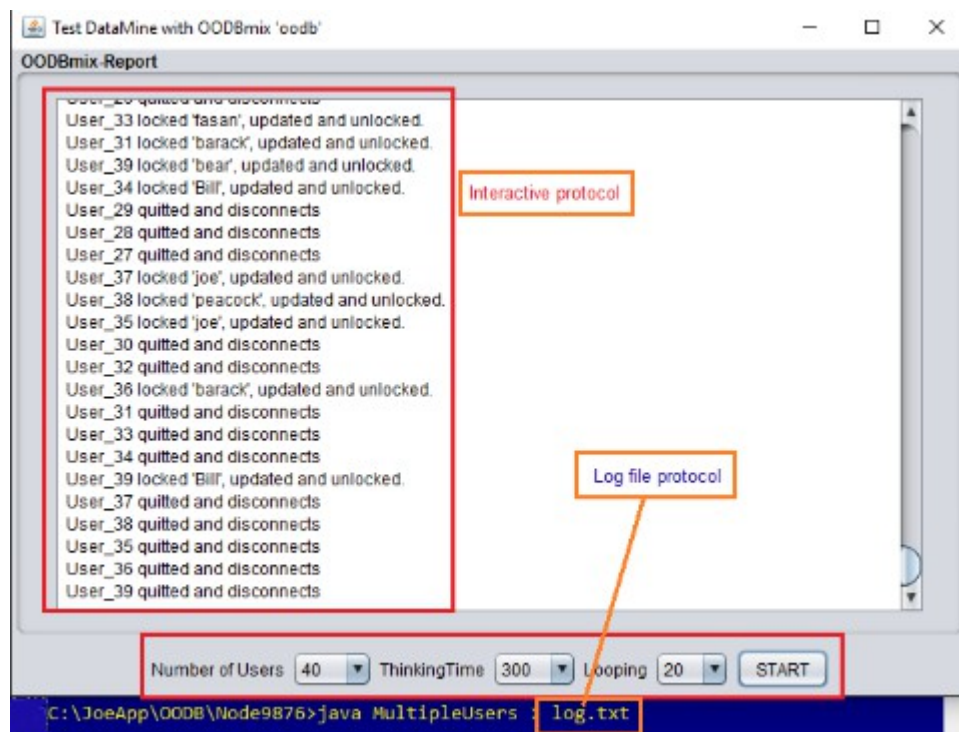 Test DataMine with OODBmix 'oodb'
OODBmix-Report
quitted and disconnects
User_33 locked 'fasan', updated and unlocked.
User_31 locked 'barack', updated and unlocked.
User_39 locked 'bear', updated and unlocked.
User_34 locked 'Bill', updated and unlocked.
Interactive protocol
User_29 quitted and disconnects
User_28 quitted and disconnects
User_27 quitted and disconnects
User_37 locked 'joe', updated and unlocked.
User_38 locked 'peacock', updated and unlocked.
User_35 locked 'joe', updated and unlocked.
User_30 quitted and disconnects
User_32 quitted and disconnects
User_36 locked 'barack', updated and unlocked.
User_31 quitted and disconnects
User_33 quitted and disconnects
User_34 quitted and disconnects
User_39 locked 'Bill', updated and unlocked.
Log file protocol
User_37 quitted and disconnects
User_38 quitted and disconnects
User_35 quitted and disconnects
User_36 quitted and disconnects
User_39 quitted and disconnects
Number of Users 40 ThinkingTime 300 Looping 20 START
C:\JoeApp\OODB\Node9876>java MultipleUsers : log.txt